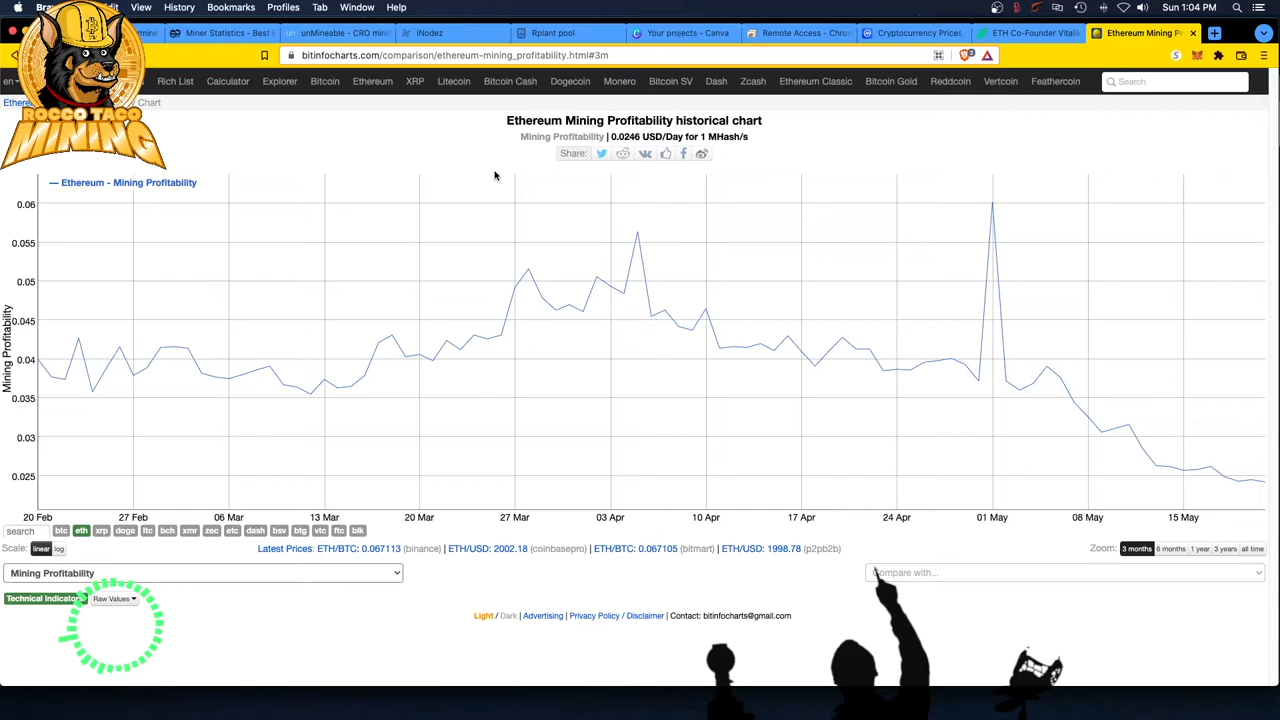 View History Bookmarks Profiles Tab Window Help
Sun 1:04 PM
Miner Statistics - Best E
unMineable - CRO minin
iNodez
Rplant pool
Your projects - Canva
Remote Access - Chrom
Cryptocurrency Prices,
ETH Co-Founder Vitalik
Ethereum Mining Pr
bitinfocharts.com/comparison/ethereum-mining_profitability.html#3m
en
Rich List Calculator Explorer Bitcoin Ethereum XRP Litecoin Bitcoin Cash Dogecoin Monero Bitcoin SV Dash Zcash Ethereum Classic Bitcoin Gold Reddcoin Vertcoin Feathercoin Search
Chart
ROCCO TACO
MINING
Ethereum Mining Profitability historical chart
Mining Profitability | 0.0246 USD/Day for 1 MHash/s
Share:
— Ethereum - Mining Profitability
Mining Profitability
0.06
0.055
0.05
0.045
0.04
0.035
0.03
0.025
20 Feb 27 Feb 06 Mar 13 Mar 20 Mar 27 Mar 03 Apr 10 Apr 17 Apr 24 Apr 01 May 08 May 15 May
search btc eth xrp doge ltc bch xmr zec etc dash bsv btg vtc ftc blk
Scale: linear log
Latest Prices: ETH/BTC: 0.067113 (binance) | ETH/USD: 2002.18 (coinbasepro) | ETH/BTC: 0.067105 (bitmart) | ETH/USD: 1998.78 (p2pb2b)
Zoom: 3 months 6 months 1 year 3 years all time
Mining Profitability
Compare with...
Technical Indicators Raw Values
Light / Dark | Advertising | Privacy Policy / Disclaimer | Contact: bitinfocharts@gmail.com